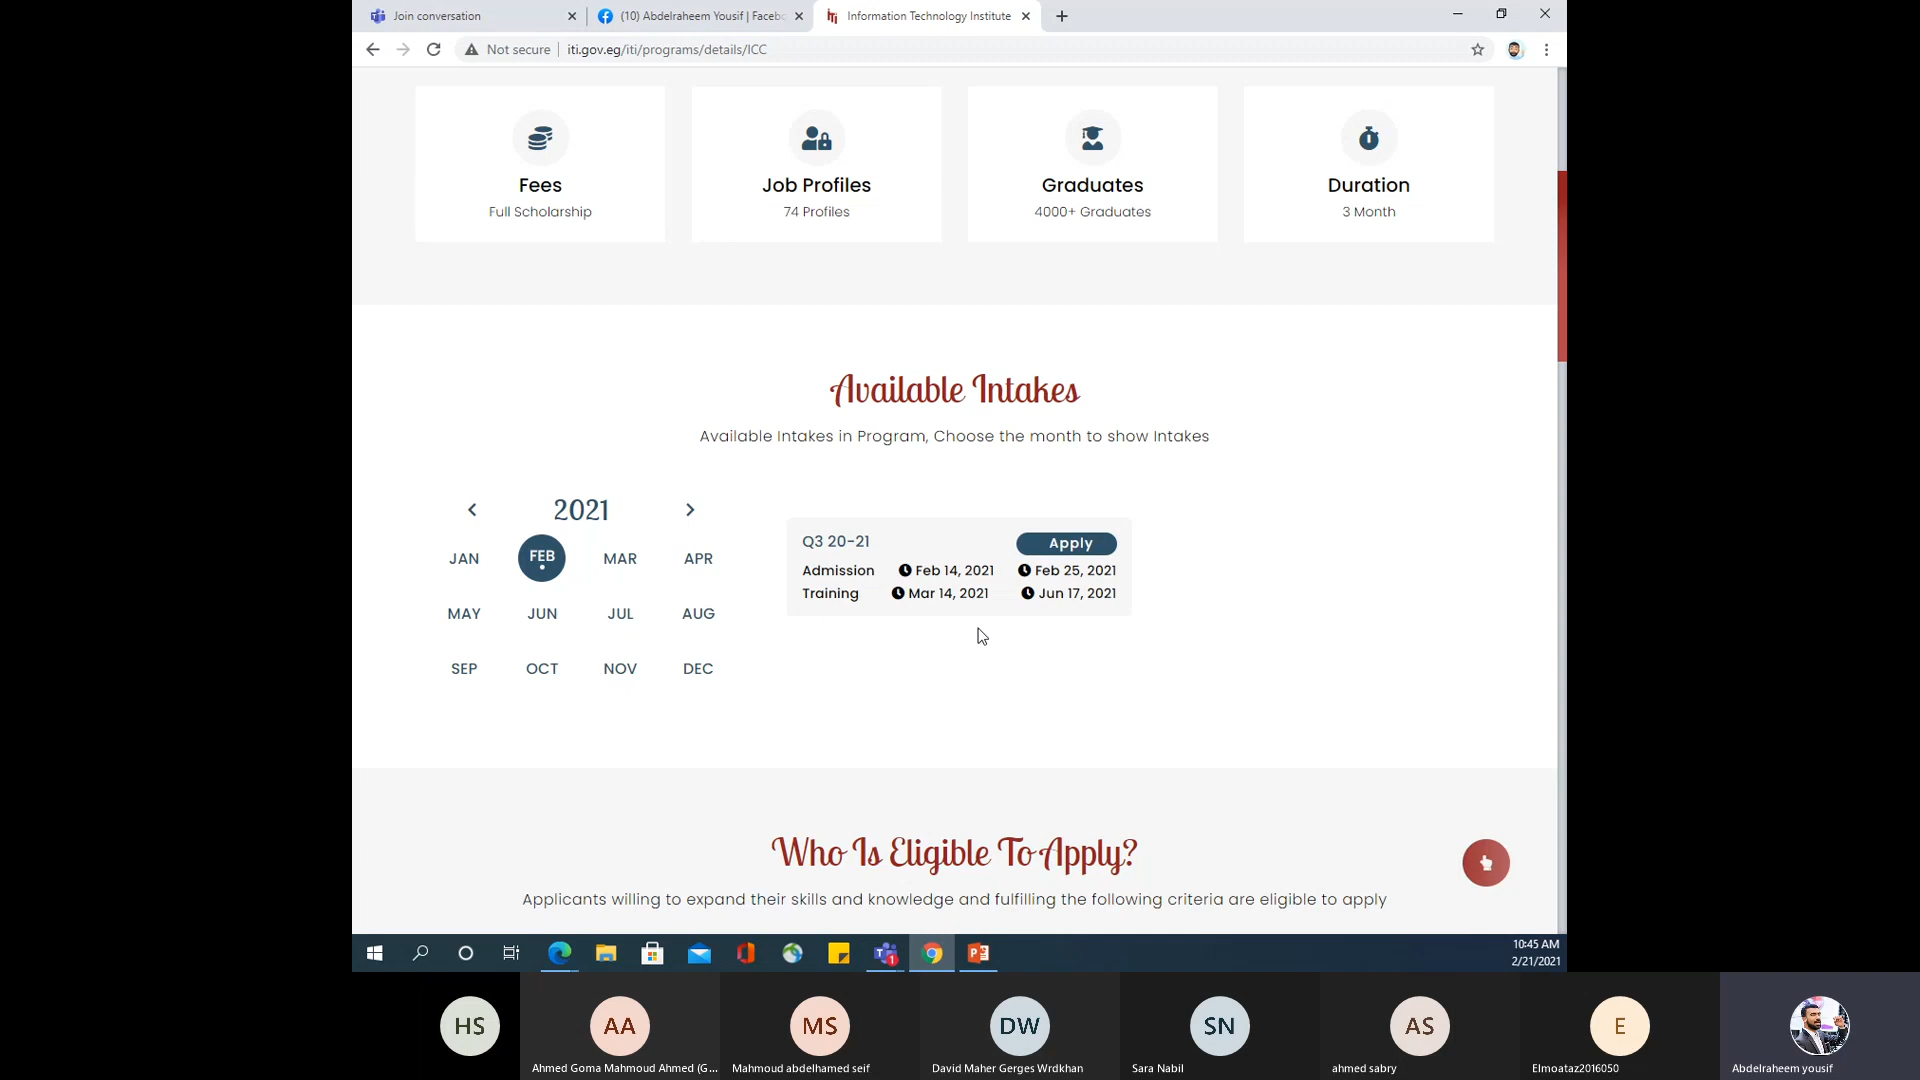 Join conversation
(10) Abdelraheem Yousif | Faceb
Information Technology Institute
Not secure
iti.gov.eg/iti/programs/details/ICC
Fees
Full Scholarship
Job Profiles
74 Profiles
Graduates
4000+ Graduates
Duration
3 Month
Available Intakes
Available Intakes in Program, Choose the month to show Intakes
2021
JAN FEB MAR APR
MAY JUN JUL AUG
SEP OCT NOV DEC
Q3 20-21 Apply
Admission Feb 14, 2021 Feb 25, 2021
Training Mar 14, 2021 Jun 17, 2021
Who Is Eligible To Apply?
Applicants willing to expand their skills and knowledge and fulfilling the following criteria are eligible to apply
10:45 AM
2/21/2021
HS
AA
Ahmed Goma Mahmoud Ahmed (G...
MS
Mahmoud abdelhamed seif
DW
David Maher Gerges Wrdkhan
SN
Sara Nabil
AS
ahmed sabry
E
Elmoataz2016050
Abdelraheem yousif